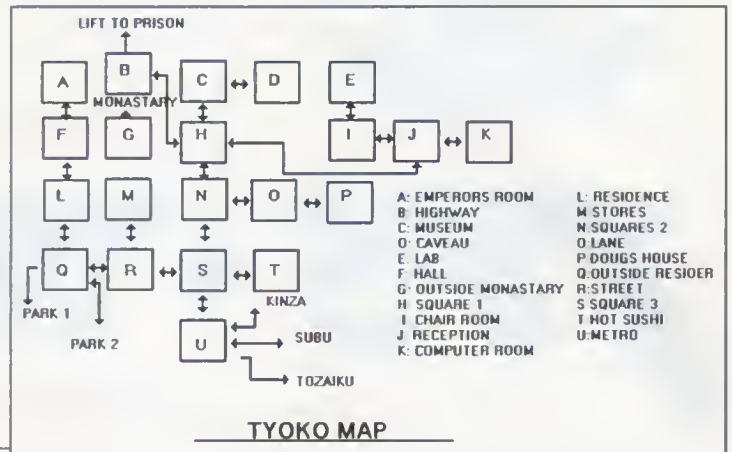 LIFT TO PRISON
A
B
C
D
E
MONASTARY
F
G
H
I
J
K
L
M
N
O
P
Q
R
S
T
KINZA
PARK 1
PARK 2
U
SUBU
TOZAIKU
A: EMPERORS ROOM
B: HIGHWAY
C: MUSEUM
O: CAVEAU
E. LAB
F: HALL
G: OUTSIDE MONASTARY
H SQUARE 1
I CHAIR ROOM
J RECEPTION
K: COMPUTER ROOM
L: RESIDENCE
M STORES
N. SQUARES 2
O LANE
P DOUGS HOUSE
Q: OUTSIDE RESIDER
R: STREET
S SQUARE 3
T HOT SUSHI
U: METRO
TYOKO MAP